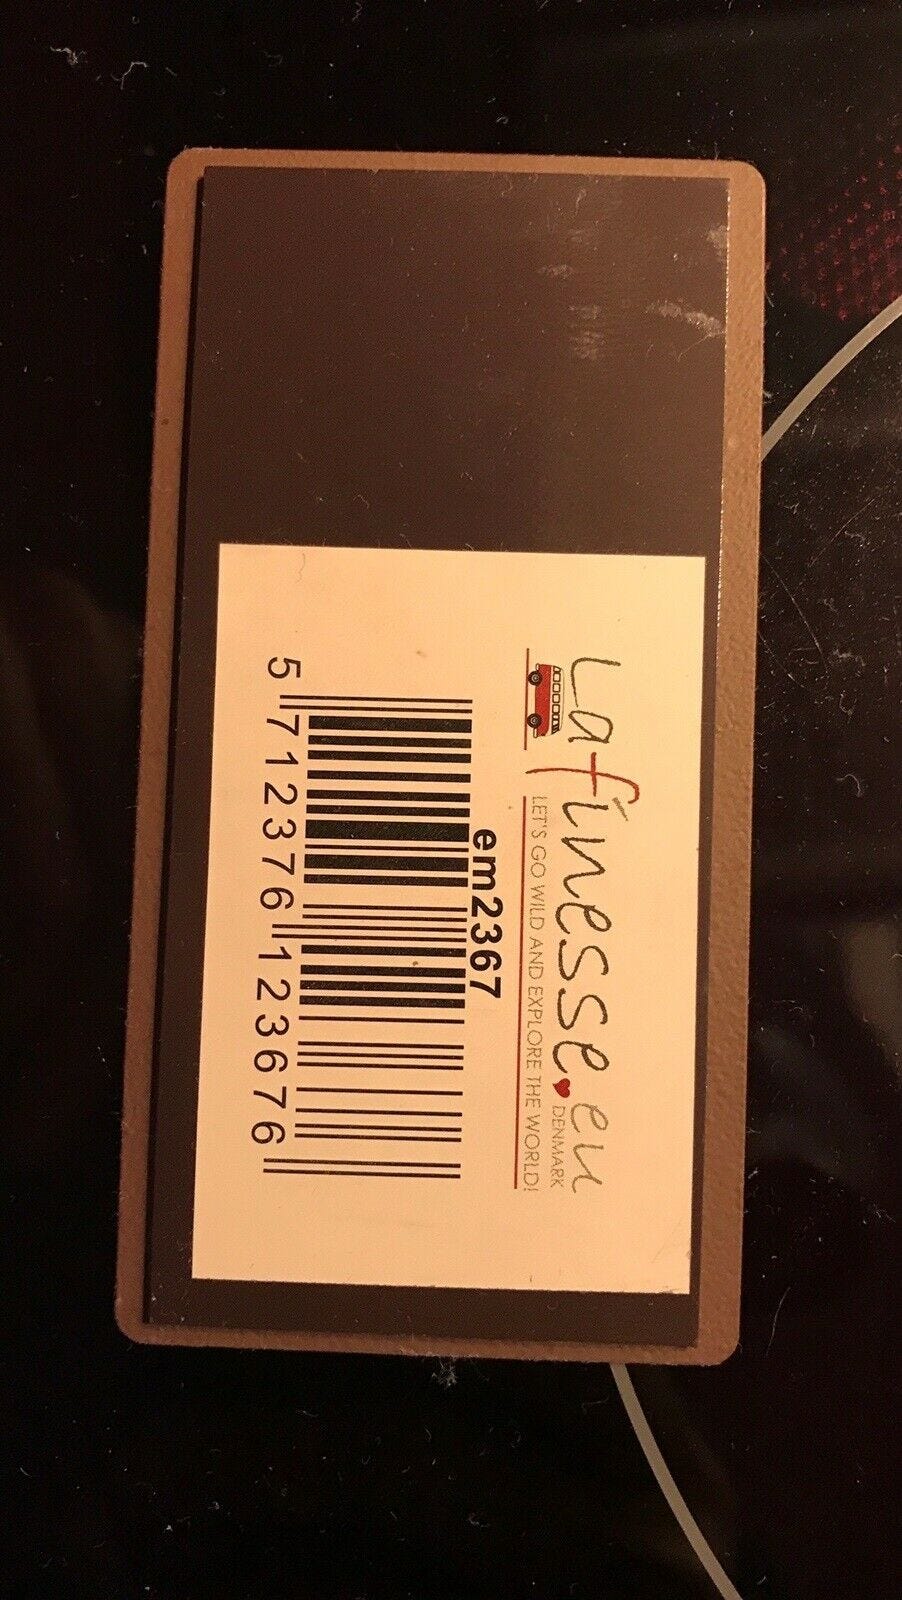 Lafinesse.eu
DENMARK
LET'S GO WILD AND EXPLORE THE WORLD!
em2367
5 712376 123676